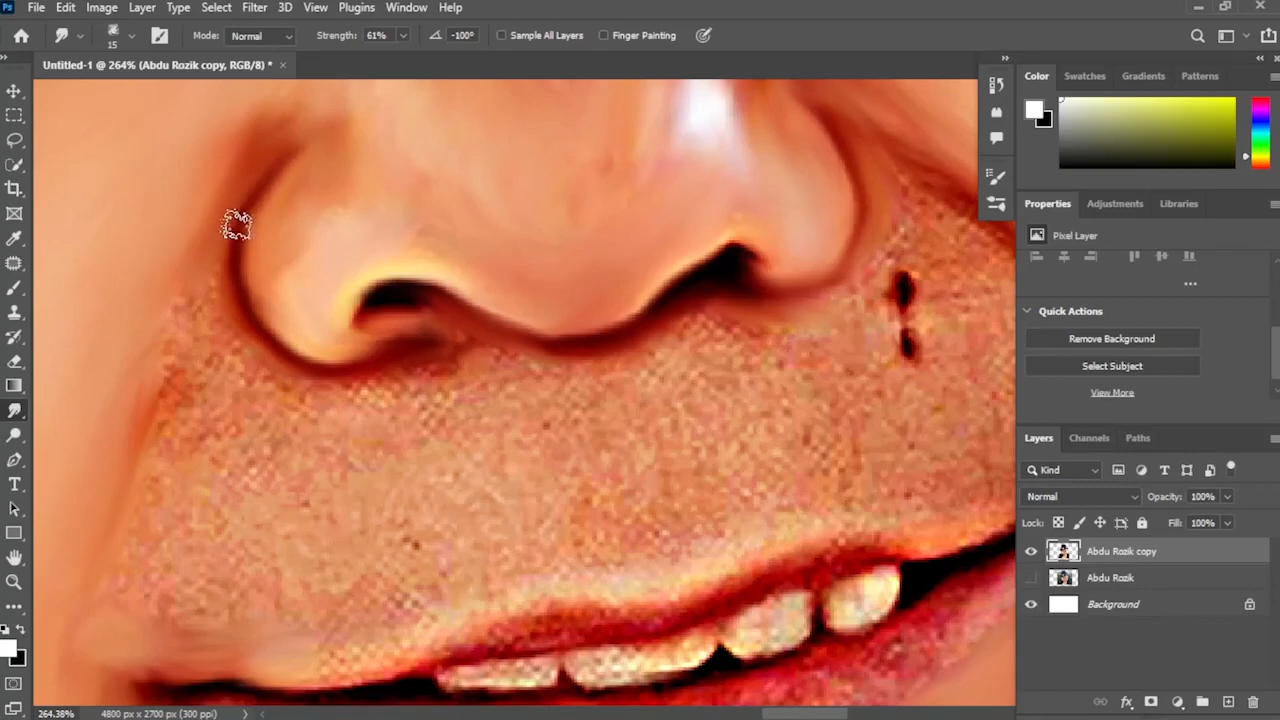 Ps File Edit Image Layer Type Select Filter 3D View Plugins Window Help
15 Mode: Normal Strength: 61% -100° Sample All Layers Finger Painting
Untitled-1 @ 264% (Abdu Rozik copy, RGB/8) *
Color Swatches Gradients Patterns
Properties Adjustments Libraries
Pixel Layer
Quick Actions
Remove Background
Select Subject
View More
Layers Channels Paths
Kind
Normal Opacity: 100%
Lock: Fill: 100%
Abdu Rozik copy
Abdu Rozik
Background
264.38% 4800 px x 2700 px (300 ppi)